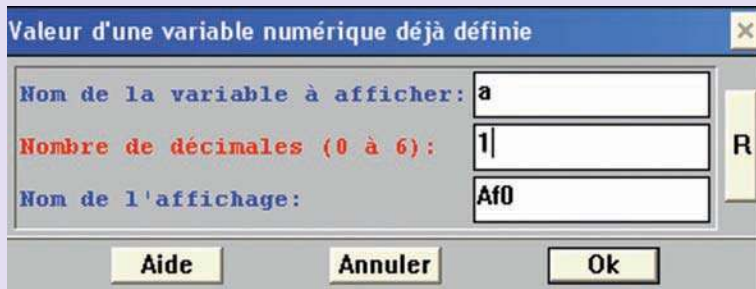 Valeur d'une variable numérique déjà définie
Nom de la variable à afficher: a
Nombre de décimales (0 à 6): 1
R
Nom de l'affichage: Af0
Aide Annuler Ok